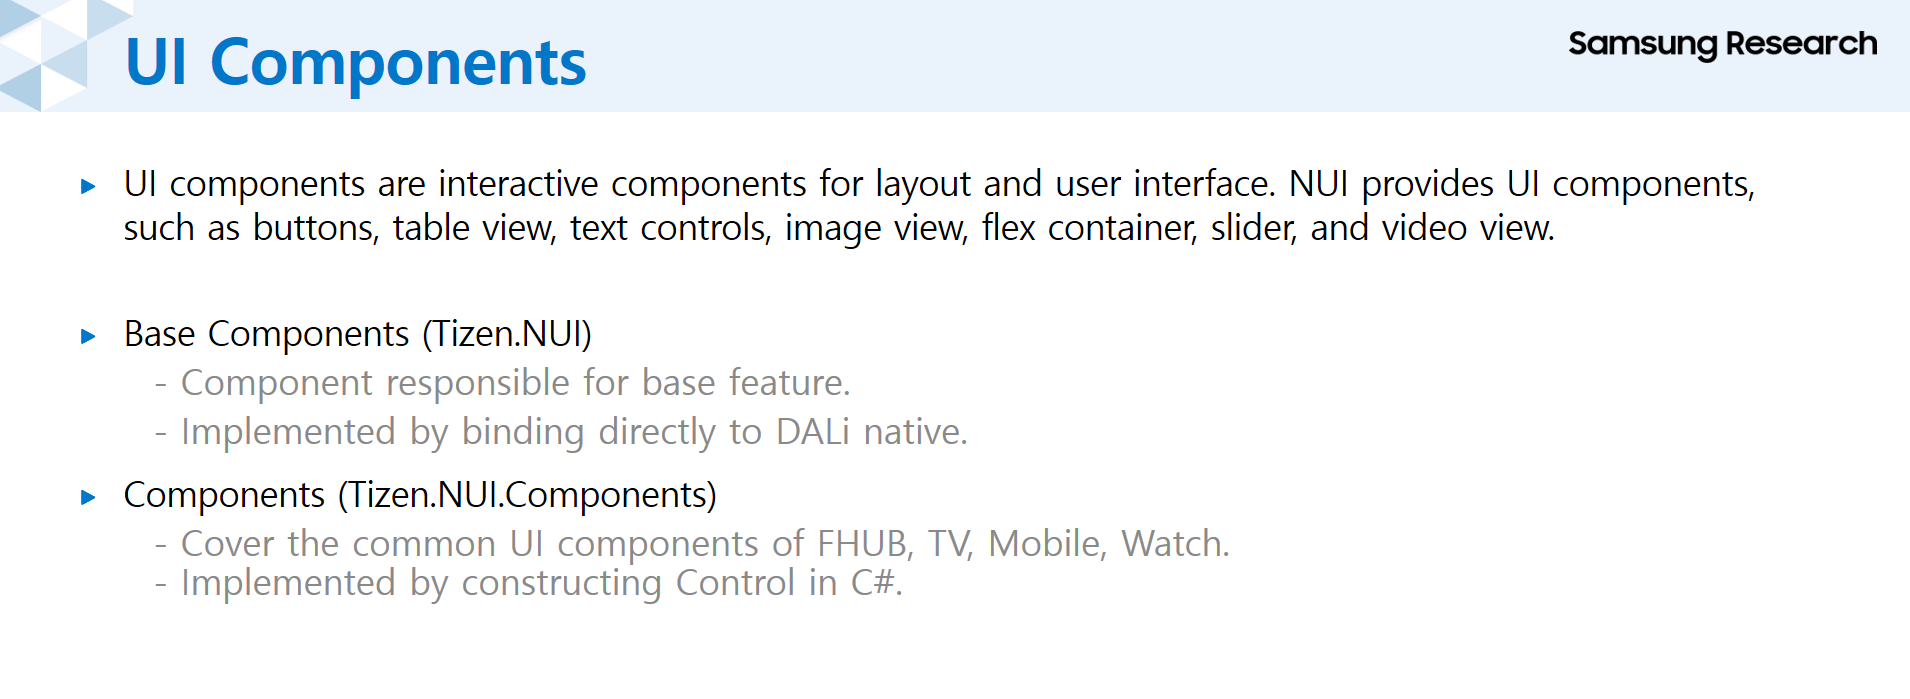 UI Components
Samsung Research
UI components are interactive components for layout and user interface. NUI provides UI components,
such as buttons, table view, text controls, image view, flex container, slider, and video view.
Base Components (Tizen.NUI)
- Component responsible for base feature.
- Implemented by binding directly to DALi native.
Components (Tizen.NUI.Components)
- Cover the common UI components of FHUB, TV, Mobile, Watch.
- Implemented by constructing Control in C#.